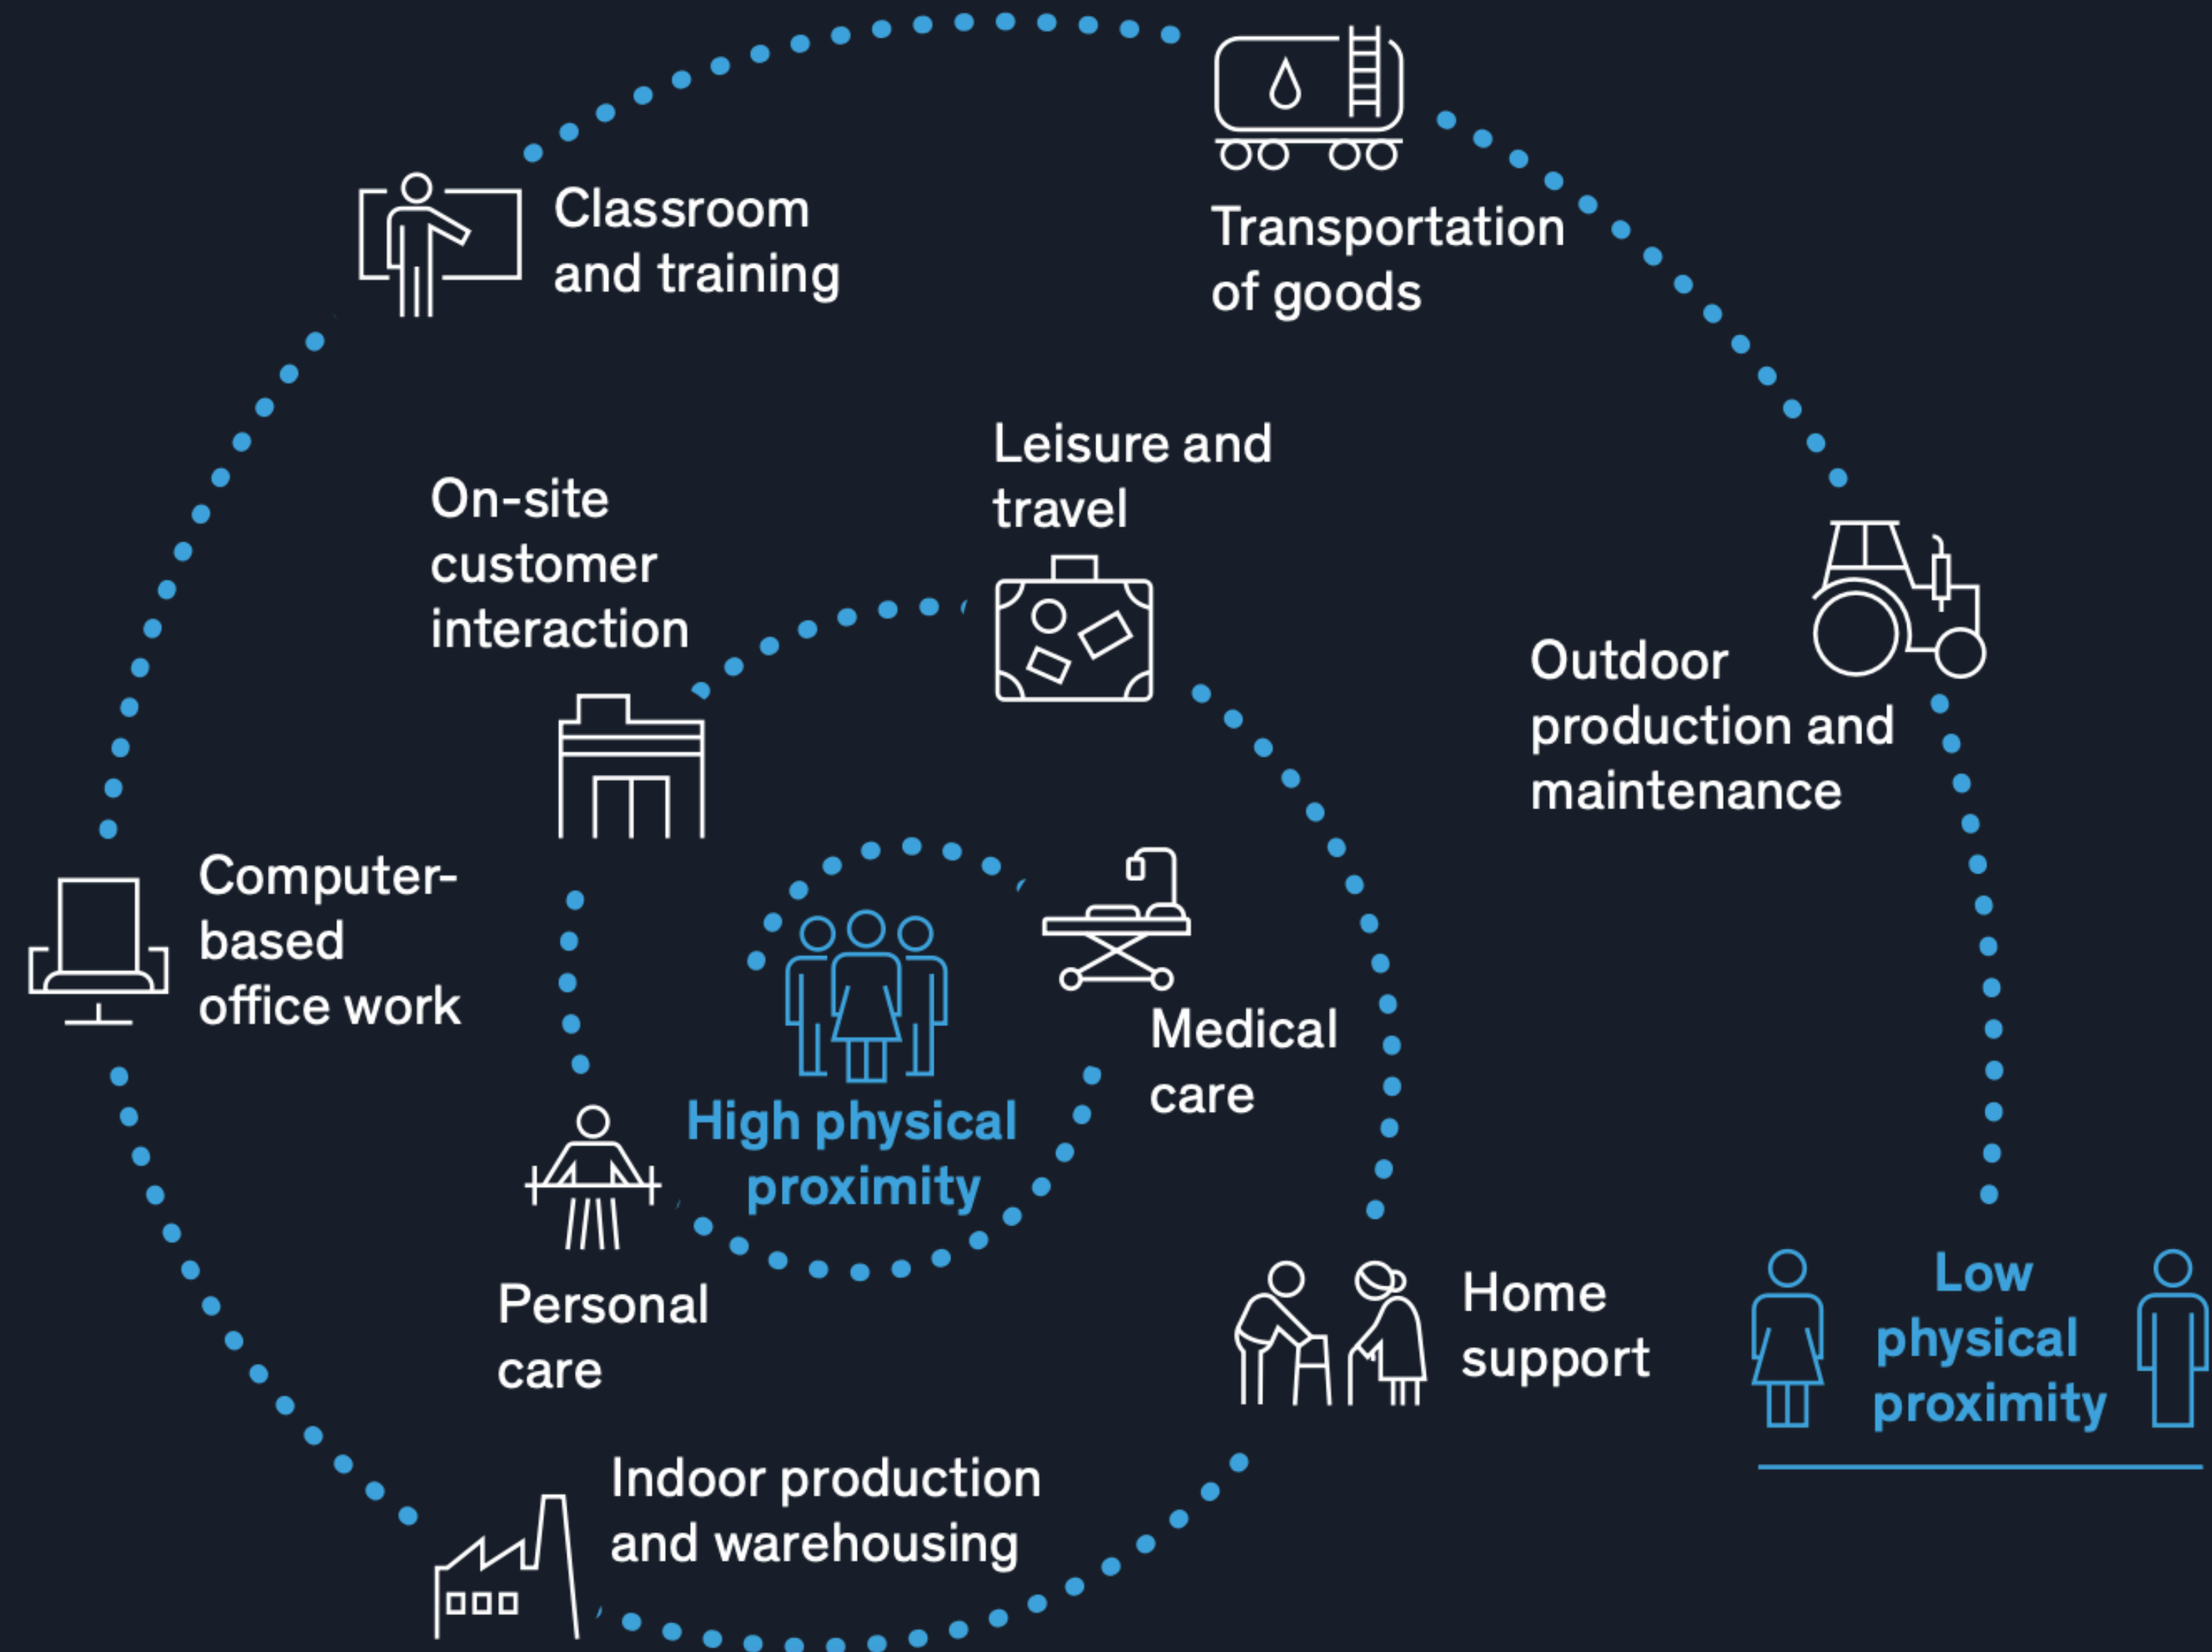 Classroom
and training
Transportation
of goods
Leisure and
travel
On-site
customer
interaction
Outdoor
production and
maintenance
Computer-
based
office work
Medical
care
High physical
proximity
Personal
care
Home
support
Low
physical
proximity
Indoor production
and warehousing